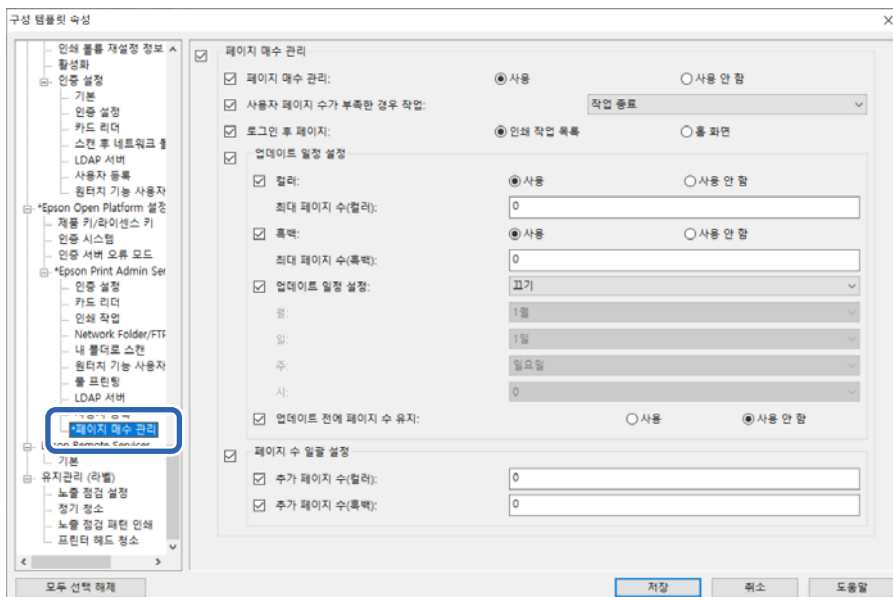 구성 템플릿 속성
인쇄 볼륨 재설정 정보
활성화
인증 설정
기본
인증 설정
카드 리더
스캔 후 네트워크 폴
LDAP 서버
사용자 등록
원터치 기능 사용자
*Epson Open Platform 설정
제품 키/라이센스 키
인증 시스템
인증 서버 오류 모드
*Epson Print Admin Ser
인증 설정
카드 리더
인쇄 작업
Network Folder/FTF
내 폴더로 스캔
원터치 기능 사용자
풀 프린팅
LDAP 서버
*페이지 매수 관리
Remote Services
기본
유지관리 (라벨)
노즐 점검 설정
정기 청소
노즐 점검 패턴 인쇄
프린터 헤드 청소
모두 선택 해제
페이지 매수 관리
페이지 매수 관리: 사용 사용 안 함
사용자 페이지 수가 부족한 경우 작업: 작업 종료
로그인 후 페이지: 인쇄 작업 목록 홈 화면
업데이트 일정 설정
컬러: 사용 사용 안 함
최대 페이지 수(컬러): 0
흑백: 사용 사용 안 함
최대 페이지 수(흑백): 0
업데이트 일정 설정: 끄기
월: 1월
일: 1일
주: 일요일
시: 0
업데이트 전에 페이지 수 유지: 사용 사용 안 함
페이지 수 일괄 설정
추가 페이지 수(컬러): 0
추가 페이지 수(흑백): 0
저장 취소 도움말